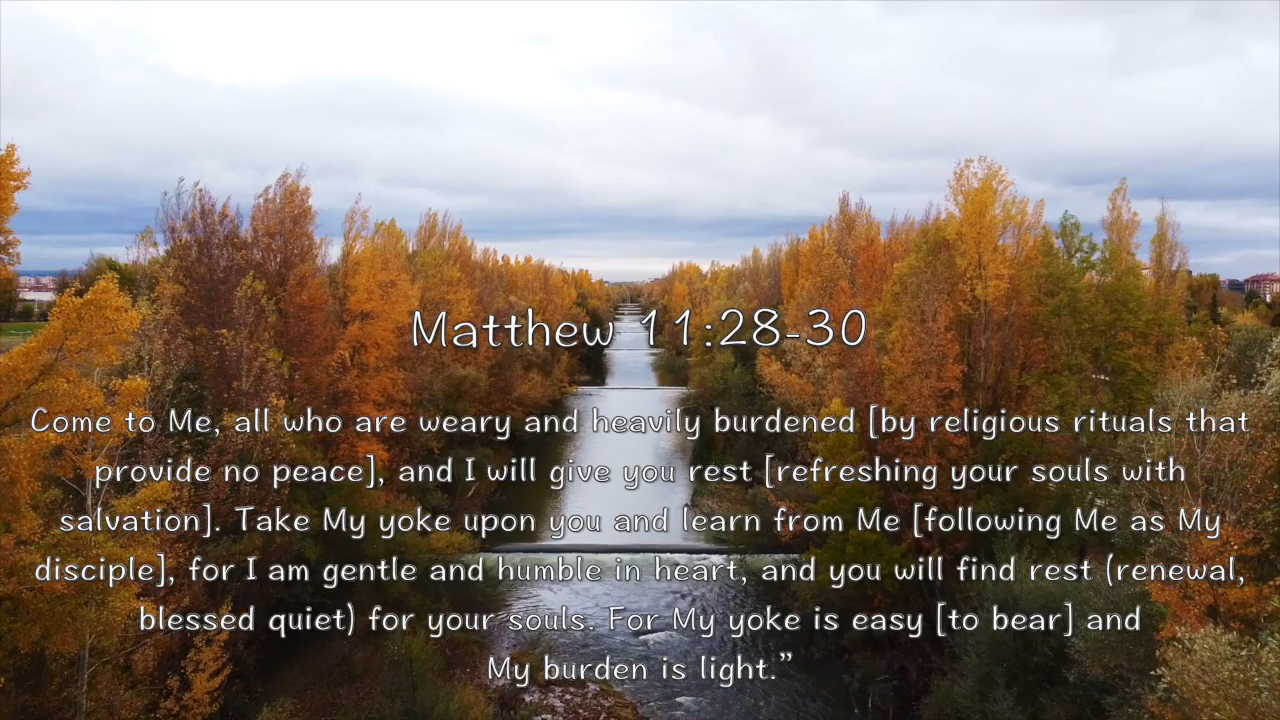 Matthew 11:28-30
Come to Me, all who are weary and heavily burdened [by religious rituals that
provide no peace], and I will give you rest [refreshing your souls with
salvation]. Take My yoke upon you and learn from Me [following Me as My
disciple], for I am gentle and humble in heart, and you will find rest (renewal,
blessed quiet) for your souls. For My yoke is easy [to bear] and
My burden is light.”